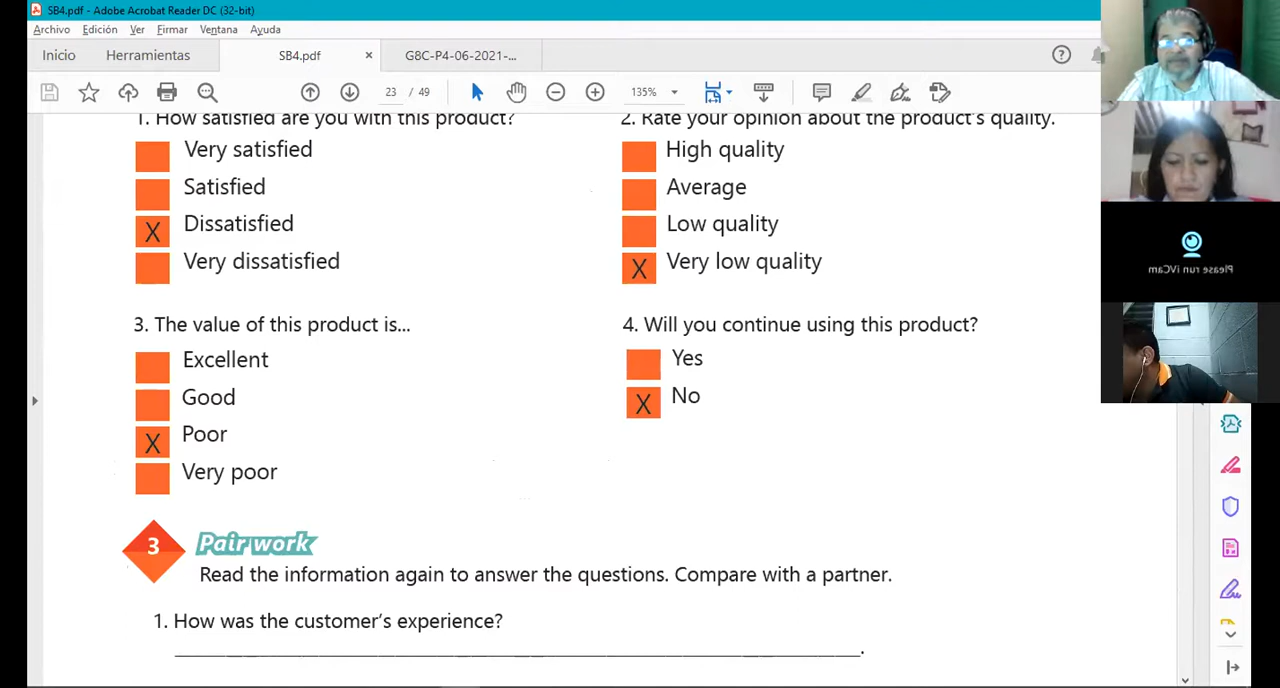 SB4.pdf - Adobe Acrobat Reader DC (32-bit)
Archivo Edición Ver Firmar Ventana Ayuda
Inicio Herramientas SB4.pdf × G8C-P4-06-2021-...
23 / 49 135%
1. How satisfied are you with this product?
Very satisfied
Satisfied
X Dissatisfied
Very dissatisfied
2. Rate your opinion about the product's quality.
High quality
Average
Low quality
X Very low quality
3. The value of this product is...
Excellent
Good
X Poor
Very poor
4. Will you continue using this product?
Yes
X No
3 Pair work
Read the information again to answer the questions. Compare with a partner.
1. How was the customer's experience?
Please run iVCam